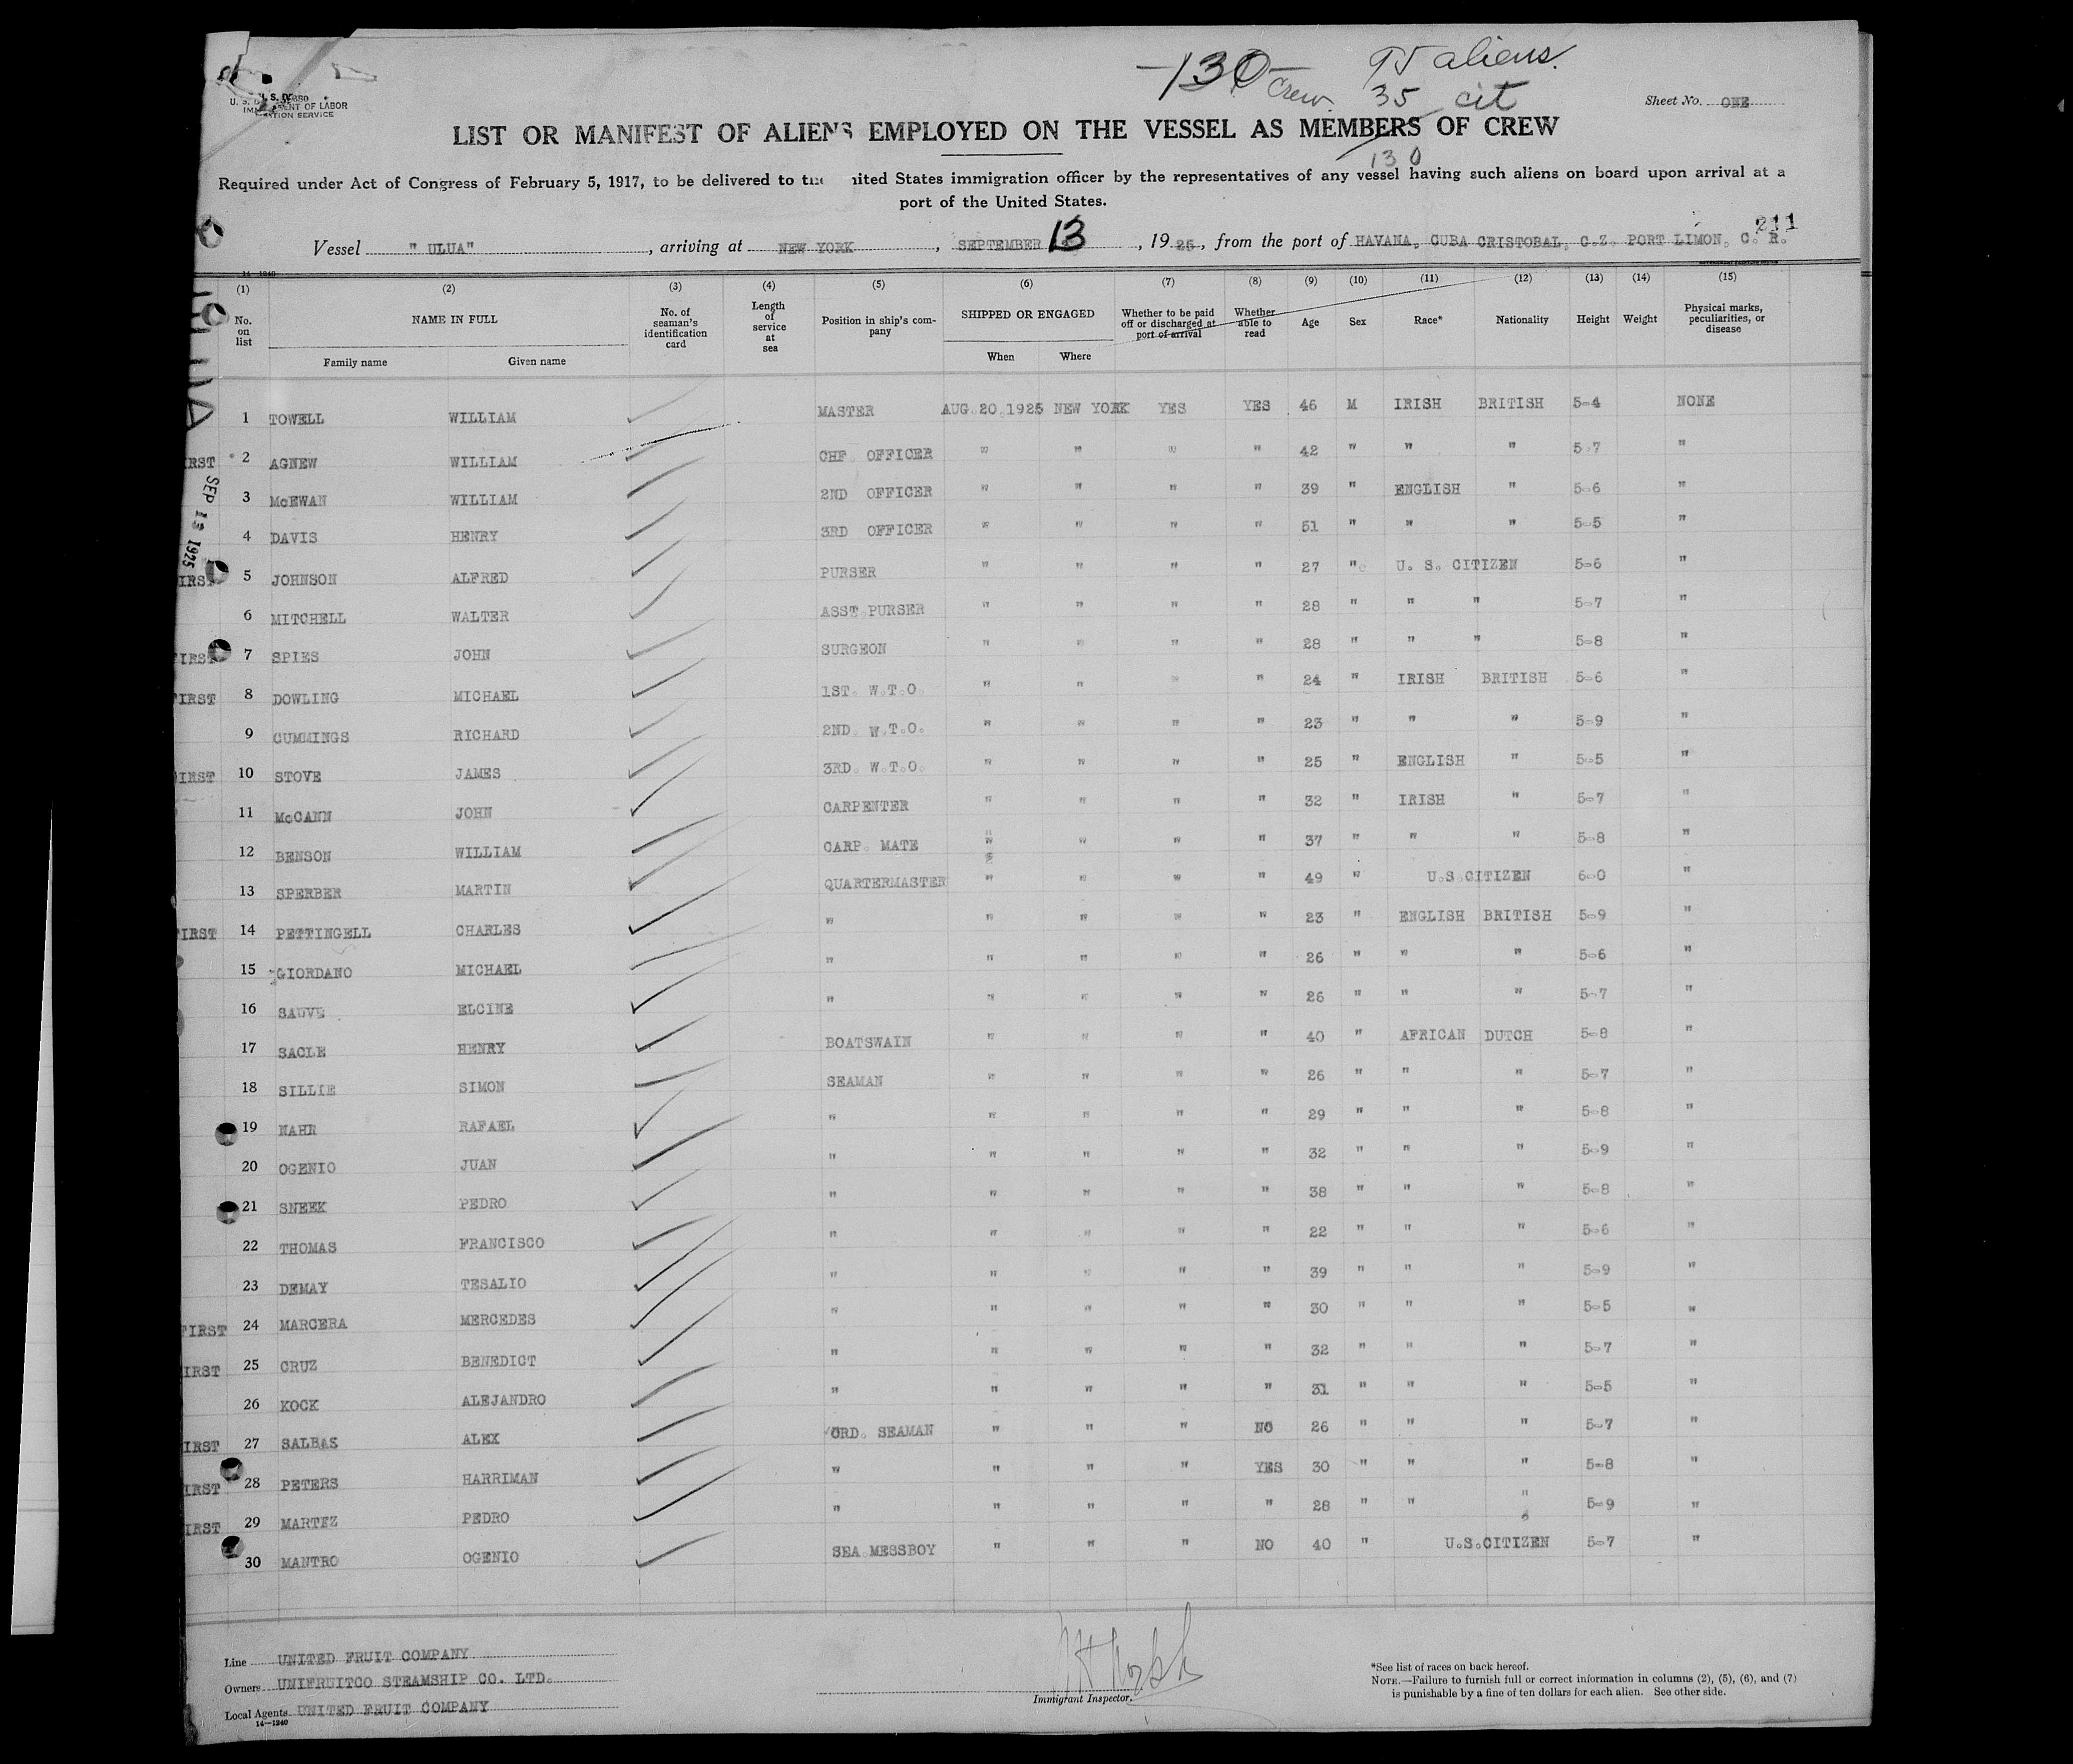 -130- Crew.
95 aliens.
35 cit
130
U. S. DEPARTMENT OF LABOR
IMMIGRATION SERVICE
Sheet No. ONE
LIST OR MANIFEST OF ALIENS EMPLOYED ON THE VESSEL AS MEMBERS OF CREW
Required under Act of Congress of February 5, 1917, to be delivered to the United States immigration officer by the representatives of any vessel having such aliens on board upon arrival at a
port of the United States.
211
Vessel " ULUA" , arriving at NEW YORK , SEPTEMBER 13 , 1925 , from the port of HAVANA, CUBA CRISTOBAL, C.Z. PORT LIMON, C. R.
14—1240
(1) (2) (3) (4) (5) (6) (7) (8) (9) (10) (11) (12) (13) (14) (15)
No. on list NAME IN FULL Family name Given name No. of seaman's identification card Length of service at sea Position in ship's company SHIPPED OR ENGAGED When Where Whether to be paid off or discharged at port of arrival Whether able to read Age Sex Race* Nationality Height Weight Physical marks, peculiarities, or disease
1 TOWELL WILLIAM MASTER AUG.20.1925 NEW YORK YES YES 46 M IRISH BRITISH 5-4 NONE
FIRST 2 AGNEW WILLIAM CHF. OFFICER " " " " 42 " " " 5-7 "
3 McEWAN WILLIAM 2ND OFFICER " " " " 39 " ENGLISH " 5-6 "
4 DAVIS HENRY 3RD OFFICER " " " " 51 " " " 5-5 "
SEP 13 1925
FIRST 5 JOHNSON ALFRED PURSER " " " " 27 " U. S. CITIZEN 5-6 "
6 MITCHELL WALTER ASST.PURSER " " " " 28 " " " 5-7 "
FIRST 7 SPIES JOHN SURGEON " " " " 28 " " " 5-8 "
FIRST 8 DOWLING MICHAEL 1ST. W.T.O. " " " " 24 " IRISH BRITISH 5-6 "
9 CUMMINGS RICHARD 2ND. W.T.O. " " " " 23 " " " 5-9 "
FIRST 10 STOVE JAMES 3RD. W.T.O. " " " " 25 " ENGLISH " 5-5 "
11 McCANN JOHN CARPENTER " " " " 32 " IRISH " 5-7 "
12 BENSON WILLIAM CARP. MATE " " " " 37 " " " 5-8 "
13 SPERBER MARTIN QUARTERMASTER " " " " 49 " U.S.CITIZEN 6-0 "
FIRST 14 PETTINGELL CHARLES " " " " " 23 " ENGLISH BRITISH 5-9 "
15 GIORDANO MICHAEL " " " " " 26 " " " 5-6 "
16 SAUVE ELCINE " " " " " 26 " " " 5-7 "
17 SACLE HENRY BOATSWAIN " " " " 40 " AFRICAN DUTCH 5-8 "
18 SILLIE SIMON SEAMAN " " " " 26 " " " 5-7 "
19 NAHR RAFAEL " " " " " 29 " " " 5-8 "
20 OGENIO JUAN " " " " " 32 " " " 5-9 "
21 SNEEK PEDRO " " " " " 38 " " " 5-8 "
22 THOMAS FRANCISCO " " " " " 22 " " " 5-6 "
23 DEMAY TESALIO " " " " " 39 " " " 5-9 "
FIRST 24 MARCERA MERCEDES " " " " " 30 " " " 5-5 "
FIRST 25 CRUZ BENEDICT " " " " " 32 " " " 5-7 "
26 KOCK ALEJANDRO " " " " " 31 " " " 5-5 "
FIRST 27 SALBAS ALEX ORD. SEAMAN " " " NO 26 " " " 5-7 "
FIRST 28 PETERS HARRIMAN " " " " YES 30 " " " 5-8 "
FIRST 29 MARTEZ PEDRO " " " " " 28 " " " 5-9 "
30 MANTRO OGENIO SEA.MESSBOY " " " NO 40 " U.S.CITIZEN 5-7 "
Line UNITED FRUIT COMPANY
Owners UNIFRUITCO STEAMSHIP CO. LTD.
Local Agents UNITED FRUIT COMPANY
14—1240
Immigrant Inspector.
*See list of races on back hereof.
NOTE.—Failure to furnish full or correct information in columns (2), (5), (6), and (7)
is punishable by a fine of ten dollars for each alien. See other side.